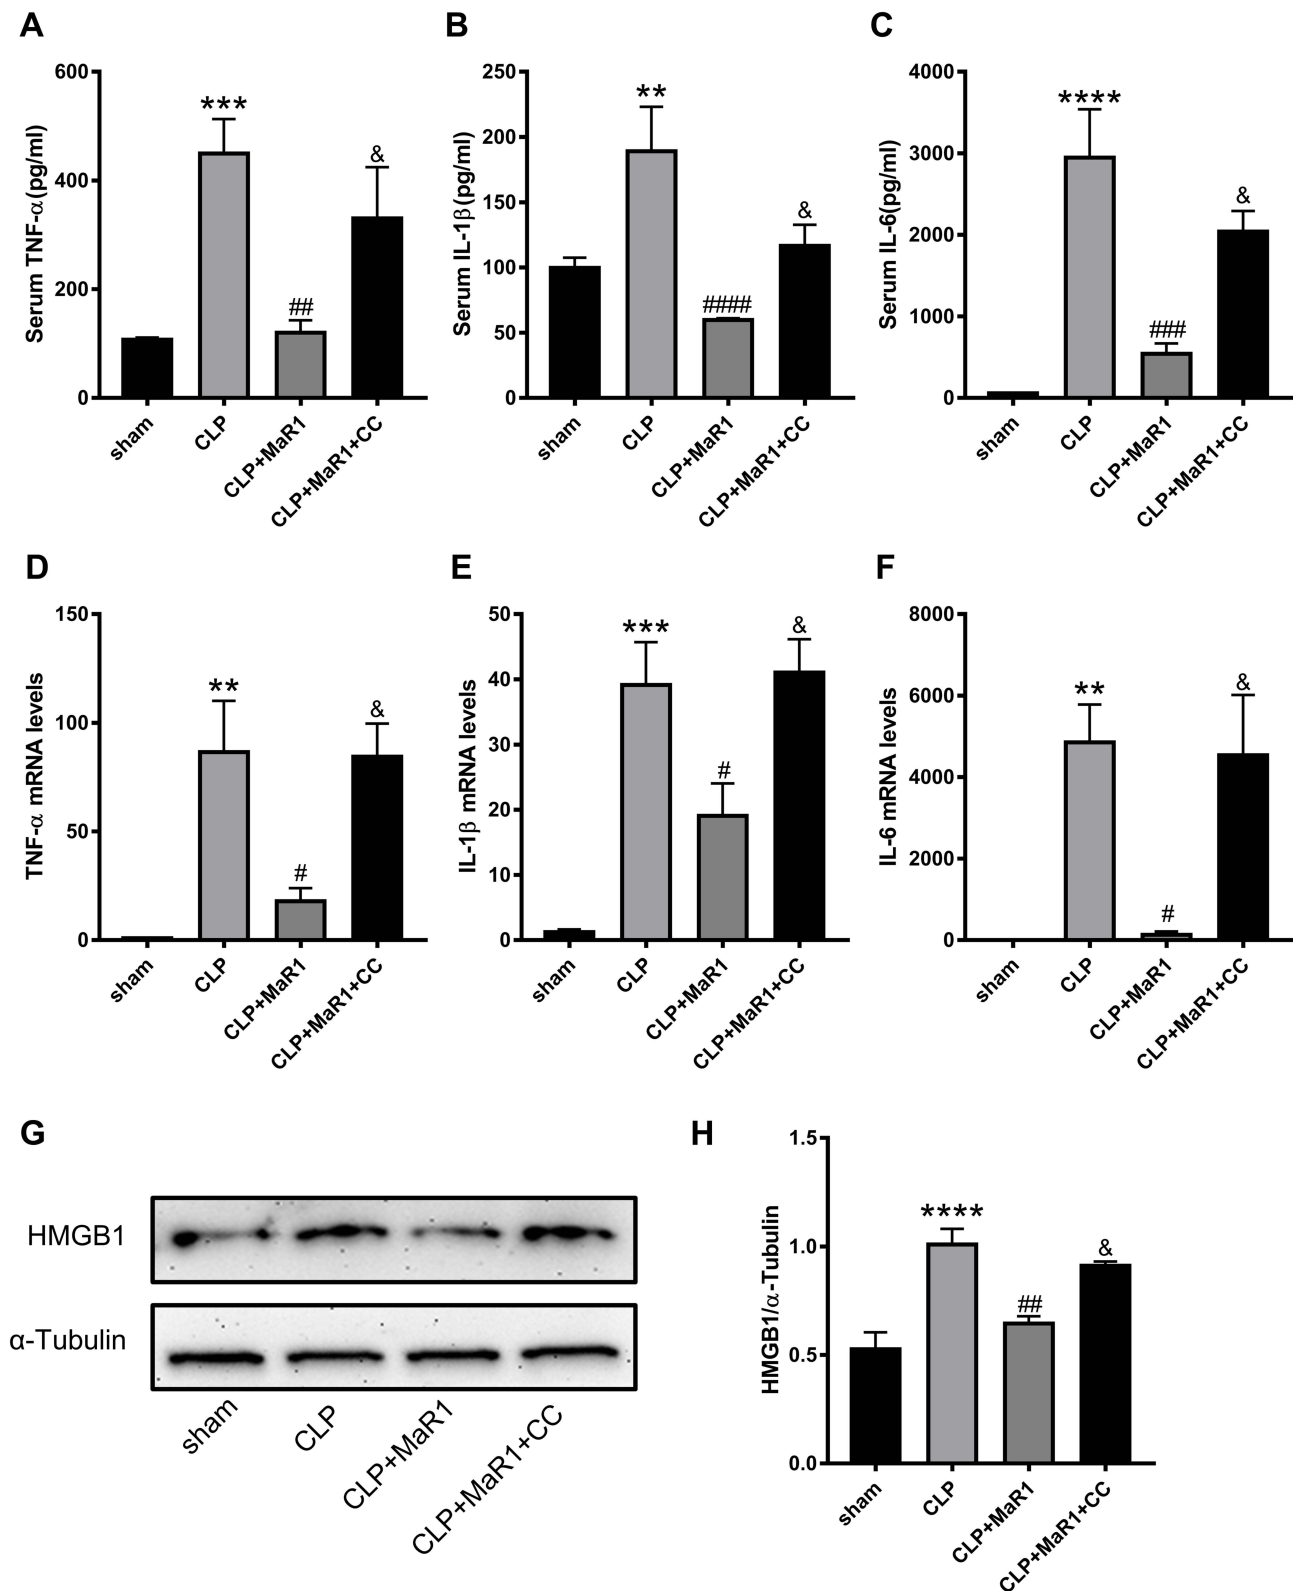 A
Serum TNF-α(pg/ml)
600
400
200
0
***
##
&
sham
CLP
CLP+MaR1
CLP+MaR1+CC
B
Serum IL-1β(pg/ml)
250
200
150
100
50
0
**
####
&
sham
CLP
CLP+MaR1
CLP+MaR1+CC
C
Serum IL-6(pg/ml)
4000
3000
2000
1000
0
****
###
&
sham
CLP
CLP+MaR1
CLP+MaR1+CC
D
TNF-α mRNA levels
150
100
50
0
**
#
&
sham
CLP
CLP+MaR1
CLP+MaR1+CC
E
IL-1β mRNA levels
50
40
30
20
10
0
***
#
&
sham
CLP
CLP+MaR1
CLP+MaR1+CC
F
IL-6 mRNA levels
8000
6000
4000
2000
0
**
#
&
sham
CLP
CLP+MaR1
CLP+MaR1+CC
G
HMGB1
α-Tubulin
sham
CLP
CLP+MaR1
CLP+MaR1+CC
H
HMGB1/α-Tubulin
1.5
1.0
0.5
0.0
****
##
&
sham
CLP
CLP+MaR1
CLP+MaR1+CC